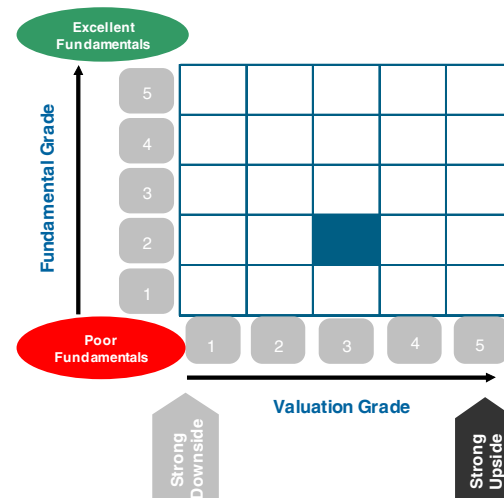 Excellent
Fundamentals
Fundamental Grade
5
4
3
2
1
Poor
Fundamentals
1
2
3
4
5
Valuation Grade
Strong
Downside
Strong
Upside